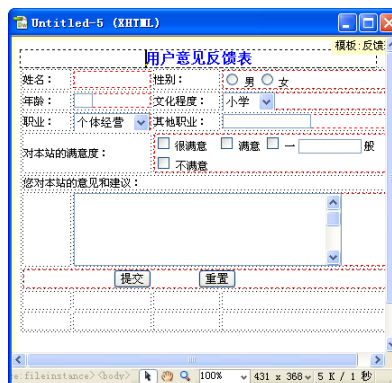 Untitled-5 (XHTML)
模板:反馈
用户意见反馈表
姓名： 性别： 男 女
年龄： 文化程度： 小学
职业： 个体经营 其他职业：
对本站的满意度： 很满意 满意 一 般
不满意
您对本站的意见和建议：
提交 重置
e:fileinstance> <body> 100% 431 x 368 5 K / 1 秒